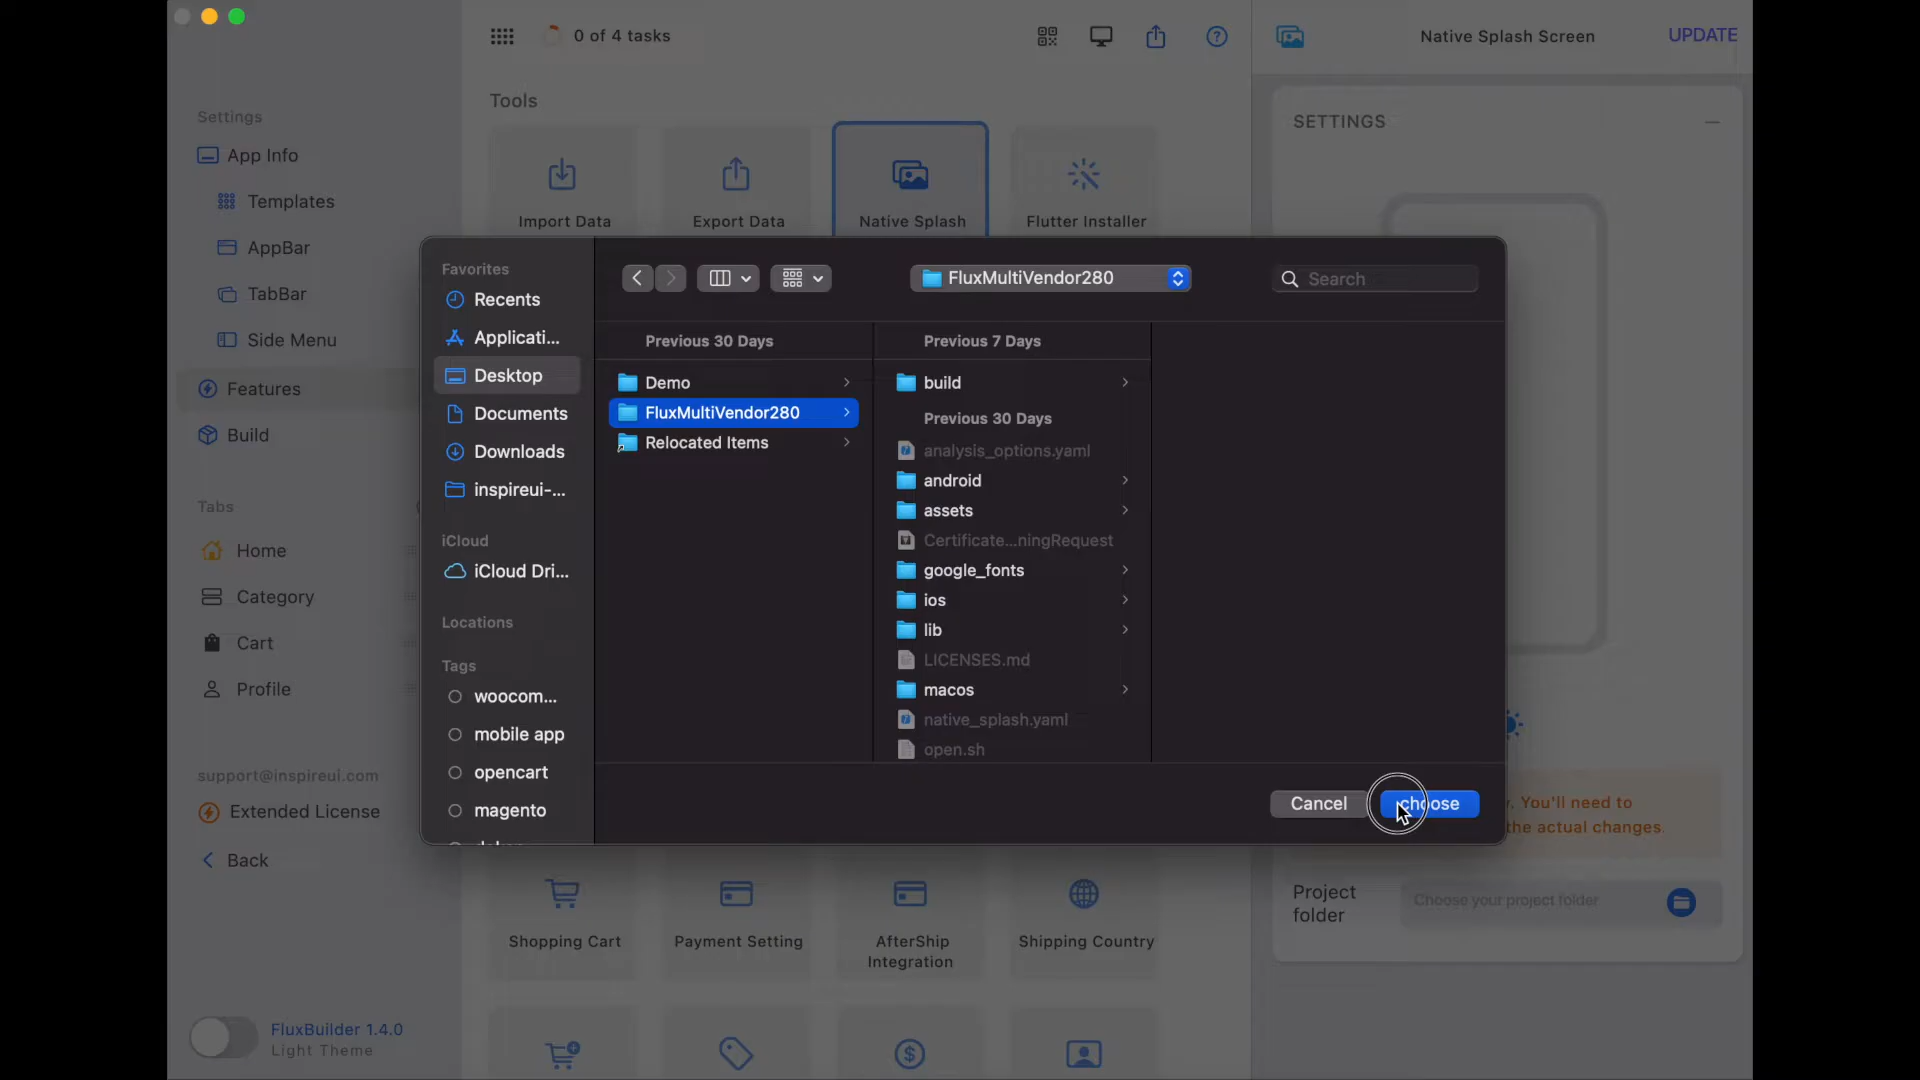 0 of 4 tasks
Native Splash Screen
UPDATE
Settings
App Info
Templates
AppBar
TabBar
Side Menu
Features
Build
Tabs
Home
Category
Cart
Profile
support@inspireui.com
Extended License
Back
FluxBuilder 1.4.0
Light Theme
Tools
Import Data
Export Data
Native Splash
Flutter Installer
Favorites
Recents
Applicati...
Desktop
Documents
Downloads
inspireui-...
iCloud
iCloud Dri...
Locations
Tags
woocom...
mobile app
opencart
magento
FluxMultiVendor280
Search
Previous 30 Days
Demo
FluxMultiVendor280
Relocated Items
Previous 7 Days
build
Previous 30 Days
analysis_options.yaml
android
assets
Certificate...ningRequest
google_fonts
ios
lib
LICENSES.md
macos
native_splash.yaml
open.sh
Cancel
choose
Shopping Cart
Payment Setting
AfterShip
Integration
Shipping Country
SETTINGS
You'll need to
the actual changes.
Project
folder
Choose your project folder